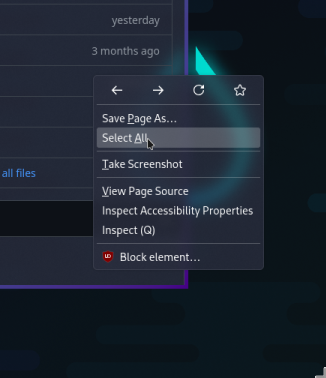 yesterday
3 months ago
all files
Save Page As…
Select All
Take Screenshot
View Page Source
Inspect Accessibility Properties
Inspect (Q)
Block element…